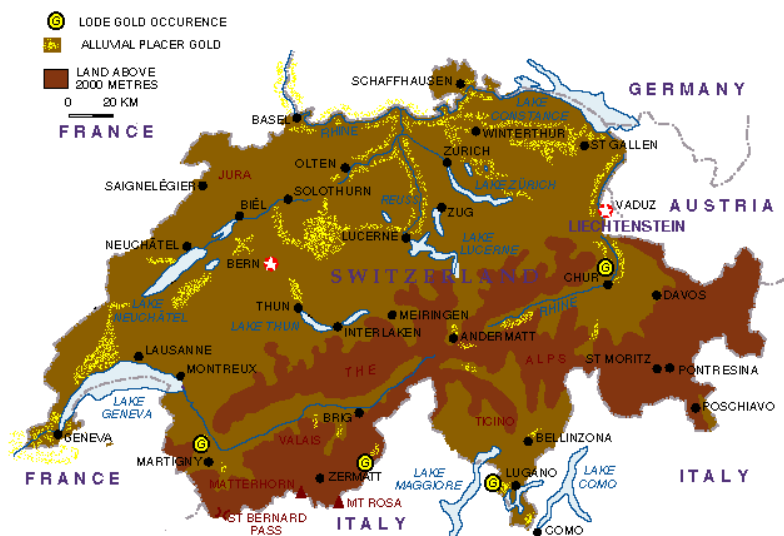 G LODE GOLD OCCURENCE
ALLUVIAL PLACER GOLD
LAND ABOVE
2000 METRES
0 20 KM
FRANCE
GERMANY
SCHAFFHAUSEN
LAKE
CONSTANCE
BASEL
RHINE
WINTERTHUR
ST GALLEN
OLTEN
ZURICH
JURA
SAIGNELÉGIER
SOLOTHURN
LAKE ZÜRICH
BIËL
REUSS
ZUG
VADUZ
AUSTRIA
LIECHTENSTEIN
NEUCHÂTEL
LUCERNE
LAKE
LUCERNE
BERN
SWITZERLAND
G
CHUR
LAKE
NEUCHÂTEL
THUN
MEIRINGEN
RHINE
DAVOS
LAKE THUN
INTERLAKEN
ANDERMATT
LAUSANNE
THE
ALPS
ST MORITZ
PONTRESINA
MONTREUX
LAKE
GENEVA
POSCHIAVO
BRIG
TICINO
GENEVA
VALAIS
BELLINZONA
G
MARTIGNY
G
FRANCE
ZERMATT
LAKE
MAGGIORE
G
LUGANO
LAKE
COMO
ITALY
MATTERHORN
MT ROSA
ST BERNARD
PASS
ITALY
COMO